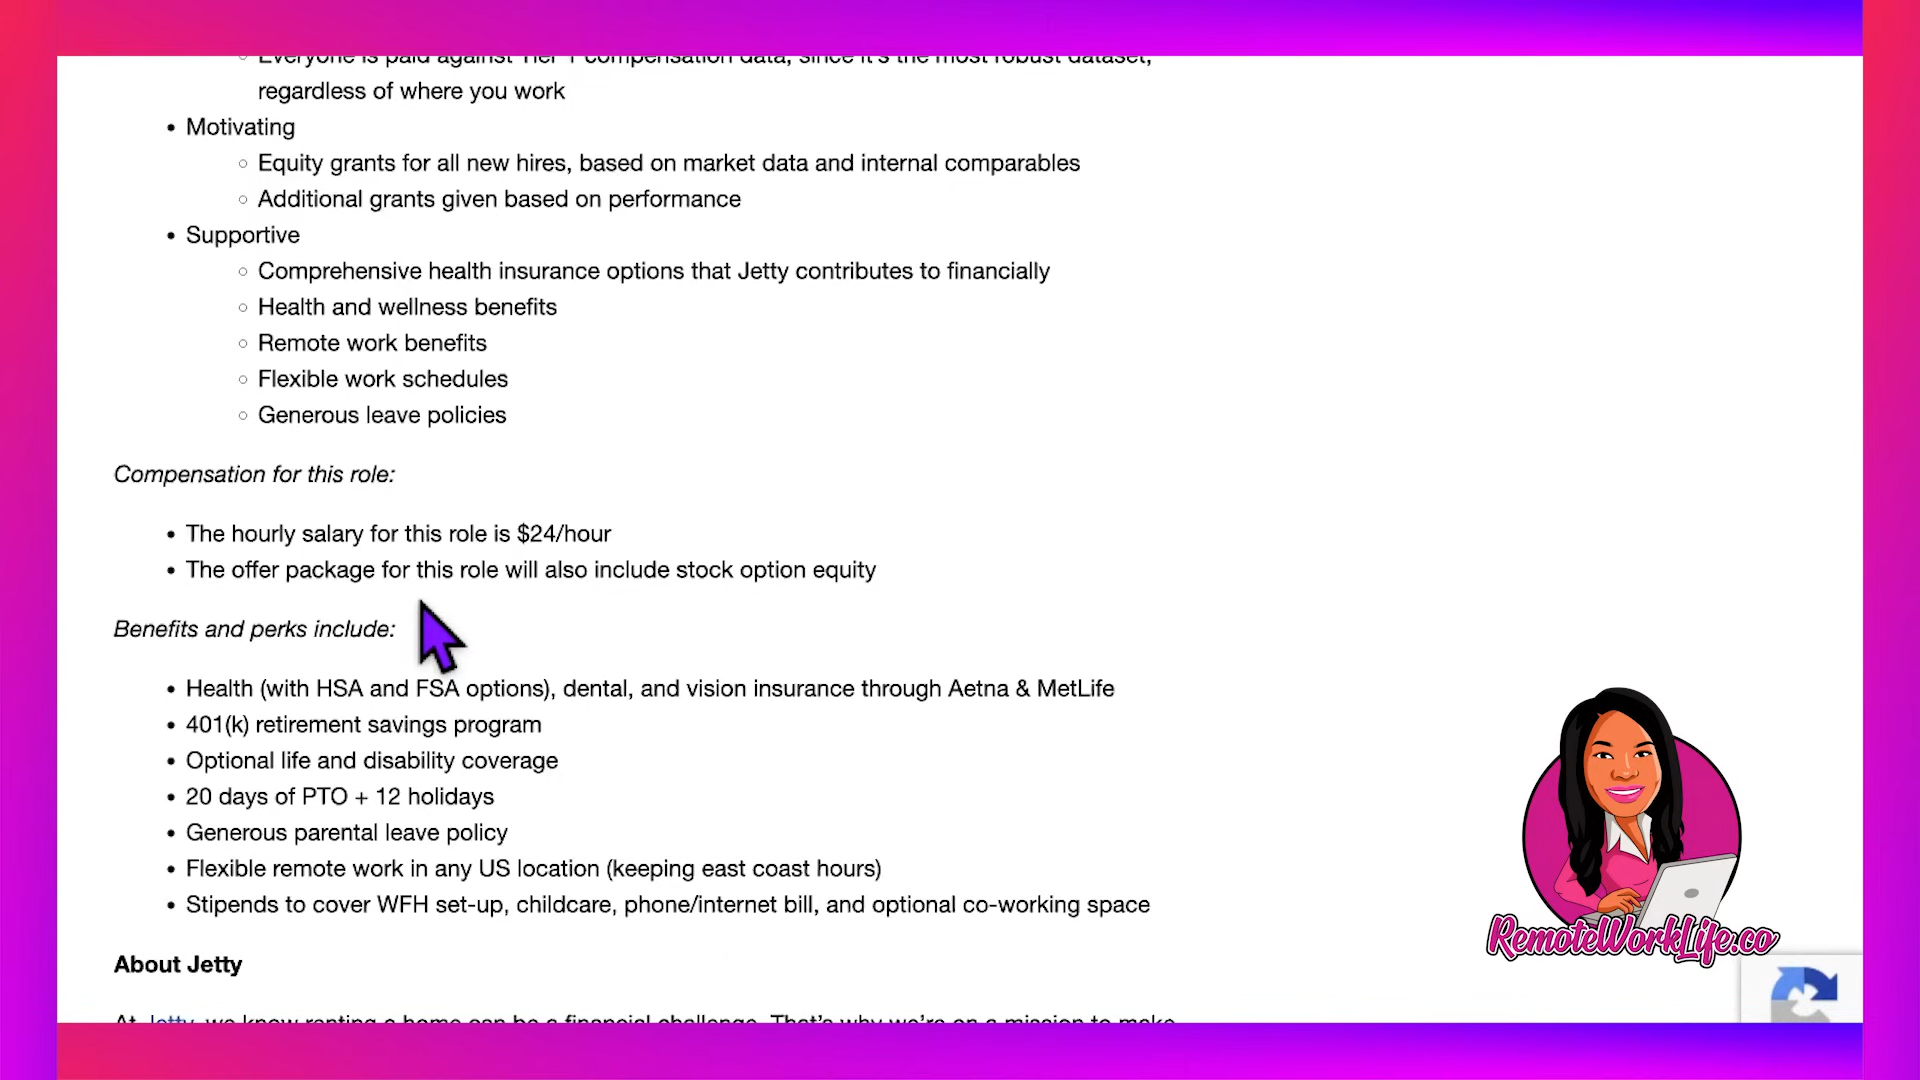 Everyone is paid against Tier 1 compensation data, since it's the most robust dataset,
regardless of where you work
Motivating
Equity grants for all new hires, based on market data and internal comparables
Additional grants given based on performance
Supportive
Comprehensive health insurance options that Jetty contributes to financially
Health and wellness benefits
Remote work benefits
Flexible work schedules
Generous leave policies
Compensation for this role:
The hourly salary for this role is $24/hour
The offer package for this role will also include stock option equity
Benefits and perks include:
Health (with HSA and FSA options), dental, and vision insurance through Aetna & MetLife
401(k) retirement savings program
Optional life and disability coverage
20 days of PTO + 12 holidays
Generous parental leave policy
Flexible remote work in any US location (keeping east coast hours)
Stipends to cover WFH set-up, childcare, phone/internet bill, and optional co-working space
RemoteWorkLife.co
About Jetty
At Jetty, we know renting a home can be a financial challenge. That's why we're on a mission to make